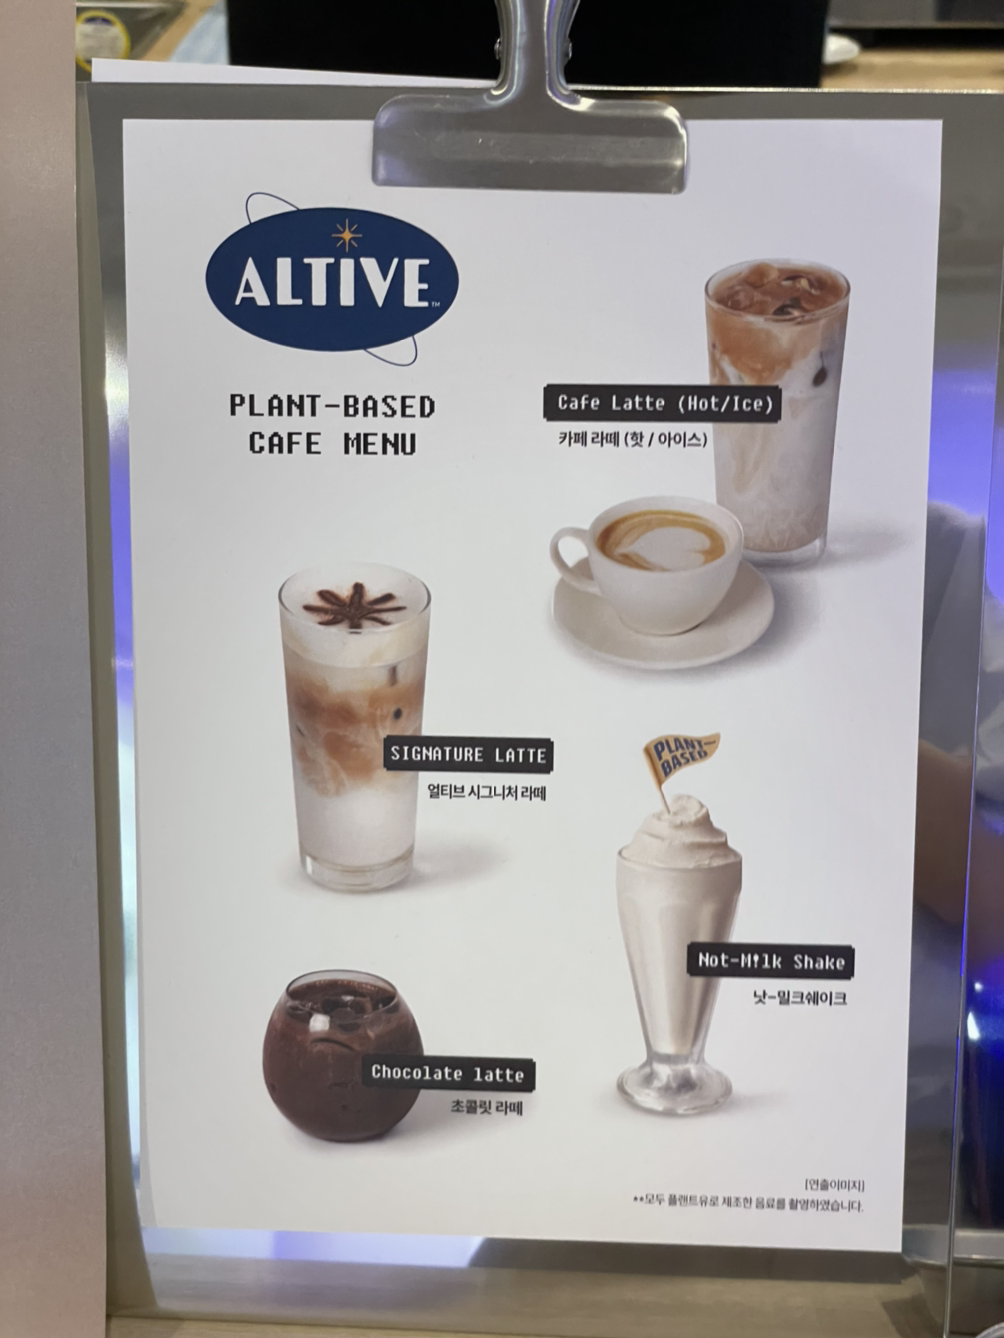 ALTIVE™
PLANT-BASED
CAFE MENU
Cafe Latte (Hot/Ice)
카페 라떼 (핫 / 아이스)
SIGNATURE LATTE
얼티브 시그니처 라떼
PLANT-
BASED
Not-Milk Shake
낫-밀크쉐이크
Chocolate latte
초콜릿 라떼
[연출이미지]
**모두 플랜트유로 제조한 음료를 촬영하였습니다.